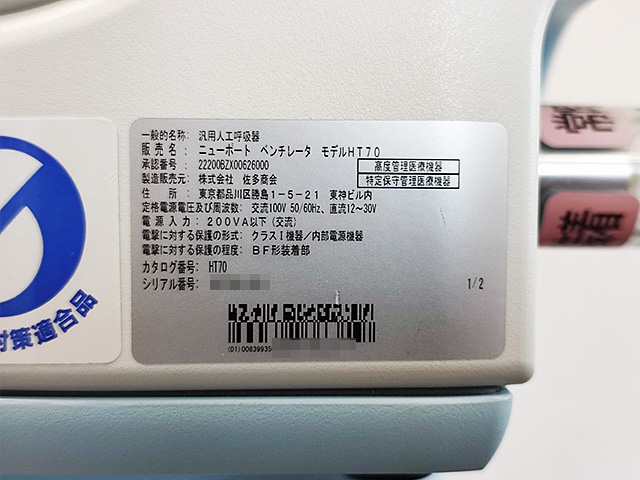 一般的名称: 汎用人工呼吸器
販 売 名 : ニューポート ベンチレータ モデルHT70
承認番号 : 22200BZX00626000
高度管理医療機器
製造販売元: 株式会社 佐多商会
特定保守管理医療機器
住 所 : 東京都品川区勝島1-5-21 東神ビル内
定格電源電圧及び周波数: 交流100V 50/60Hz、直流12~30V
電 源 入 力 : 200VA以下(交流)
電撃に対する保護の形式: クラスⅠ機器/内部電源機器
電撃に対する保護の程度: BF形装着部
カタログ番号: HT70
シリアル番号:
1/2
(01)00839935
対策適合品